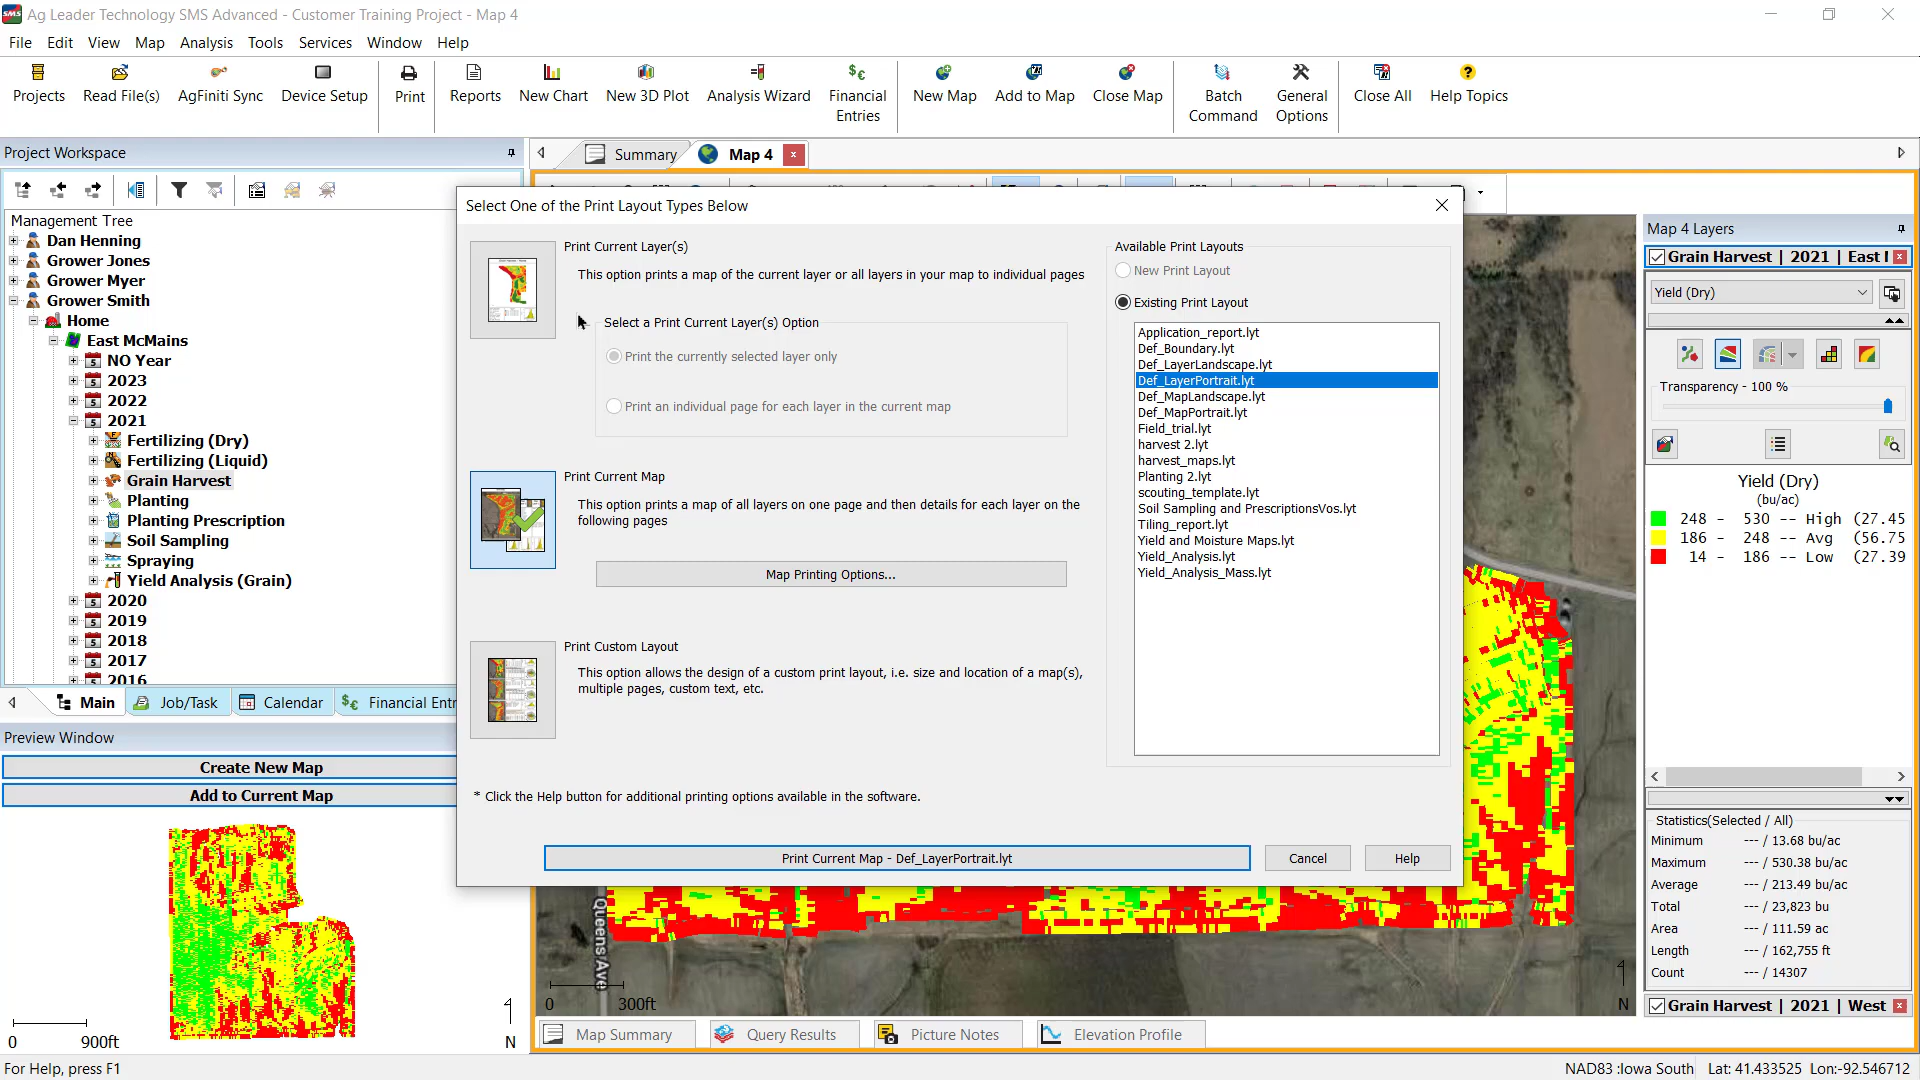 SMS Ag Leader Technology SMS Advanced - Customer Training Project - Map 4
File Edit View Map Analysis Tools Services Window Help
Projects Read File(s) AgFiniti Sync Device Setup Print Reports New Chart New 3D Plot Analysis Wizard Financial Entries New Map Add to Map Close Map Batch Command General Options Close All Help Topics
Project Workspace
Summary Map 4
Management Tree
Dan Henning
Grower Jones
Grower Myer
Grower Smith
Home
East McMains
NO Year
2023
2022
2021
Fertilizing (Dry)
Fertilizing (Liquid)
Grain Harvest
Planting
Planting Prescription
Soil Sampling
Spraying
Yield Analysis (Grain)
2020
2019
2018
2017
2016
Main Job/Task Calendar Financial Entr
Preview Window
Create New Map
Add to Current Map
0 900ft N
Select One of the Print Layout Types Below
Print Current Layer(s)
This option prints a map of the current layer or all layers in your map to individual pages
Select a Print Current Layer(s) Option
Print the currently selected layer only
Print an individual page for each layer in the current map
Print Current Map
This option prints a map of all layers on one page and then details for each layer on the
following pages
Map Printing Options...
Print Custom Layout
This option allows the design of a custom print layout, i.e. size and location of a map(s),
multiple pages, custom text, etc.
* Click the Help button for additional printing options available in the software.
Available Print Layouts
New Print Layout
Existing Print Layout
Application_report.lyt
Def_Boundary.lyt
Def_LayerLandscape.lyt
Def_LayerPortrait.lyt
Def_MapLandscape.lyt
Def_MapPortrait.lyt
Field_trial.lyt
harvest 2.lyt
harvest_maps.lyt
Planting 2.lyt
scouting_template.lyt
Soil Sampling and PrescriptionsVos.lyt
Tiling_report.lyt
Yield and Moisture Maps.lyt
Yield_Analysis.lyt
Yield_Analysis_Mass.lyt
Print Current Map - Def_LayerPortrait.lyt Cancel Help
Queens Ave
0 300ft N
Map Summary Query Results Picture Notes Elevation Profile
Map 4 Layers
Grain Harvest | 2021 | East
Yield (Dry)
Transparency - 100 %
Yield (Dry)
(bu/ac)
248 - 530 -- High (27.45
186 - 248 -- Avg (56.75
14 - 186 -- Low (27.39
Statistics(Selected / All)
Minimum --- / 13.68 bu/ac
Maximum --- / 530.38 bu/ac
Average --- / 213.49 bu/ac
Total --- / 23,823 bu
Area --- / 111.59 ac
Length --- / 162,755 ft
Count --- / 14307
Grain Harvest | 2021 | West
For Help, press F1
NAD83 :Iowa South Lat: 41.433525 Lon:-92.546712